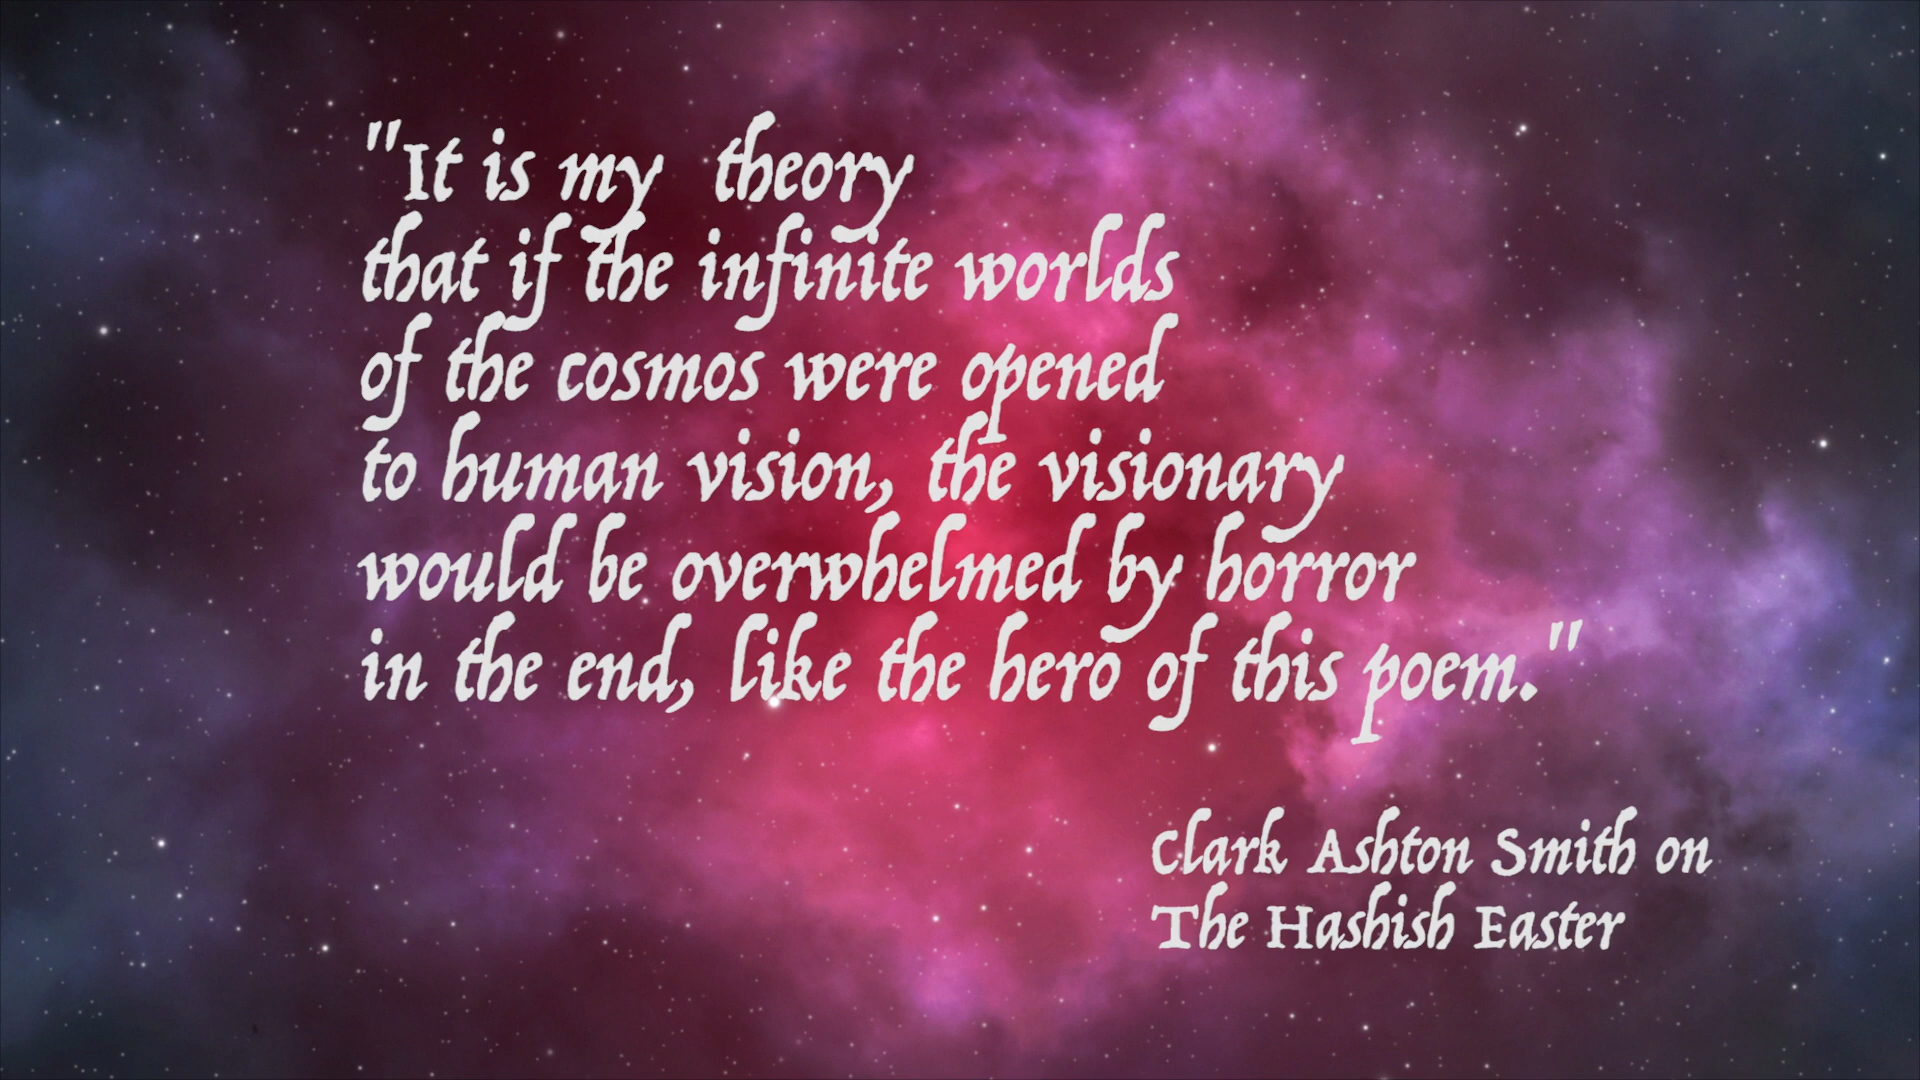 "It is my  theory
that if the infinite worlds
of the cosmos were opened
to human vision, the visionary
would be overwhelmed by horror
in the end, like the hero of this poem."
Clark Ashton Smith on
The Hashish Easter